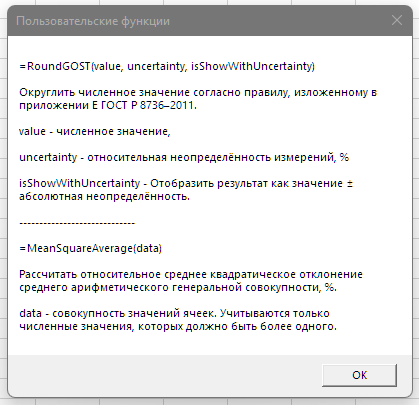 Пользовательские функции
=RoundGOST(value, uncertainty, isShowWithUncertainty)
Округлить численное значение согласно правилу, изложенному в
приложении Е ГОСТ Р 8736–2011.
value - численное значение,
uncertainty - относительная неопределённость измерений, %
isShowWithUncertainty - Отобразить результат как значение ±
абсолютная неопределённость.
-----------------------------
=MeanSquareAverage(data)
Рассчитать относительное среднее квадратическое отклонение
среднего арифметического генеральной совокупности, %.
data - совокупность значений ячеек. Учитываются только
численные значения, которых должно быть более одного.
ОК